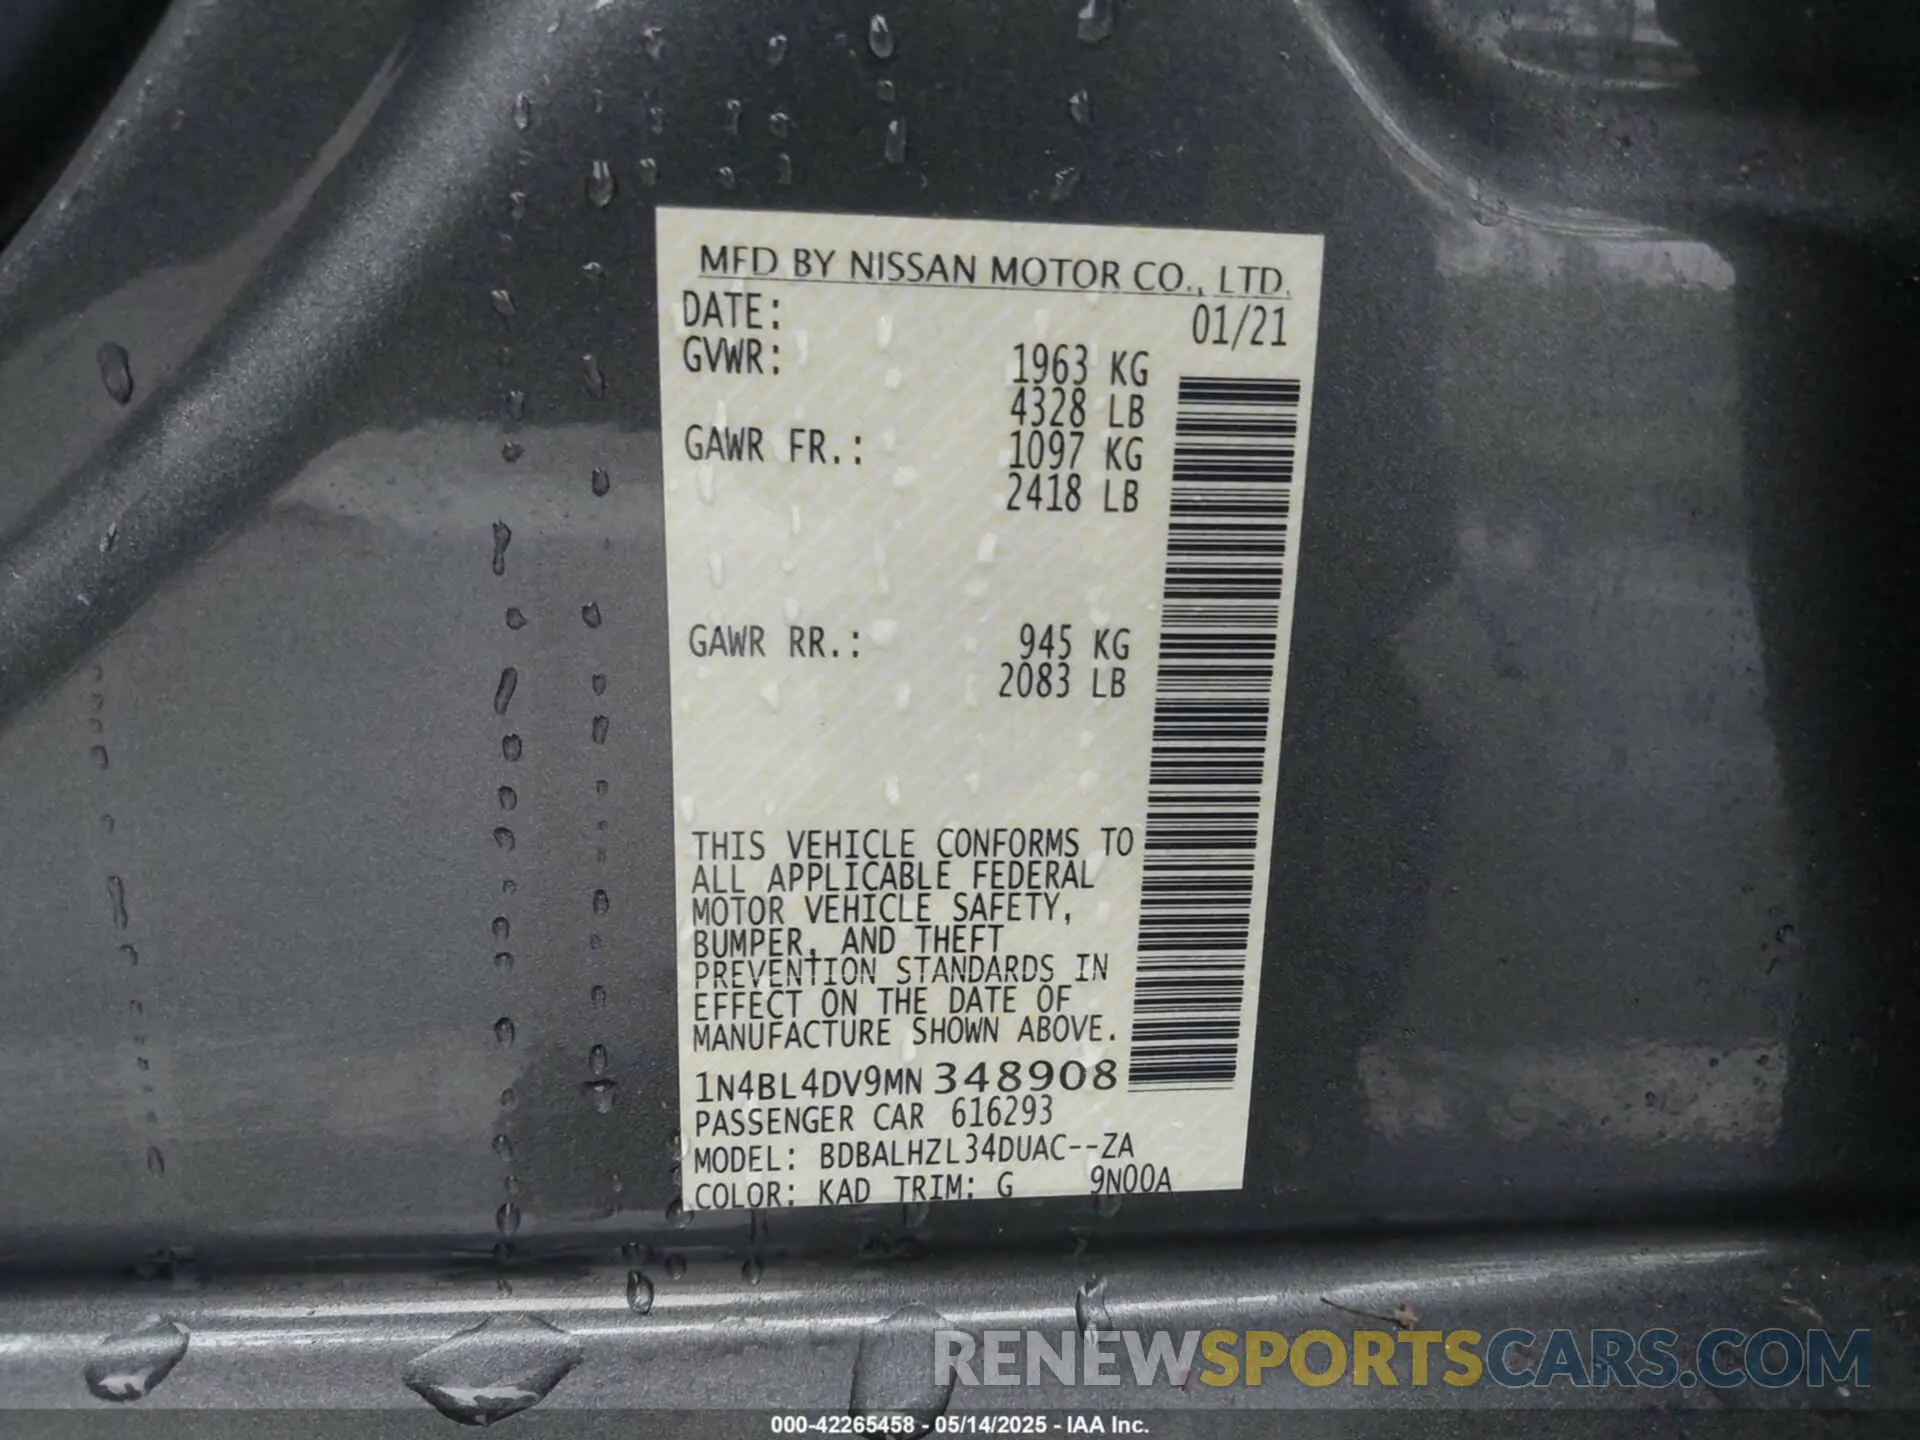 MFD BY NISSAN MOTOR CO., LTD.
DATE: 01/21
GVWR: 1963 KG
4328 LB
GAWR FR.: 1097 KG
2418 LB
GAWR RR.: 945 KG
2083 LB
THIS VEHICLE CONFORMS TO
ALL APPLICABLE FEDERAL
MOTOR VEHICLE SAFETY,
BUMPER, AND THEFT
PREVENTION STANDARDS IN
EFFECT ON THE DATE OF
MANUFACTURE SHOWN ABOVE.
1N4BL4DV9MN348908
PASSENGER CAR 616293
MODEL: BDBALHZL34DUAC--ZA
COLOR: KAD TRIM: G 9N00A
RENEWSPORTSCARS.COM
000-42265458 - 05/14/2025 - IAA Inc.